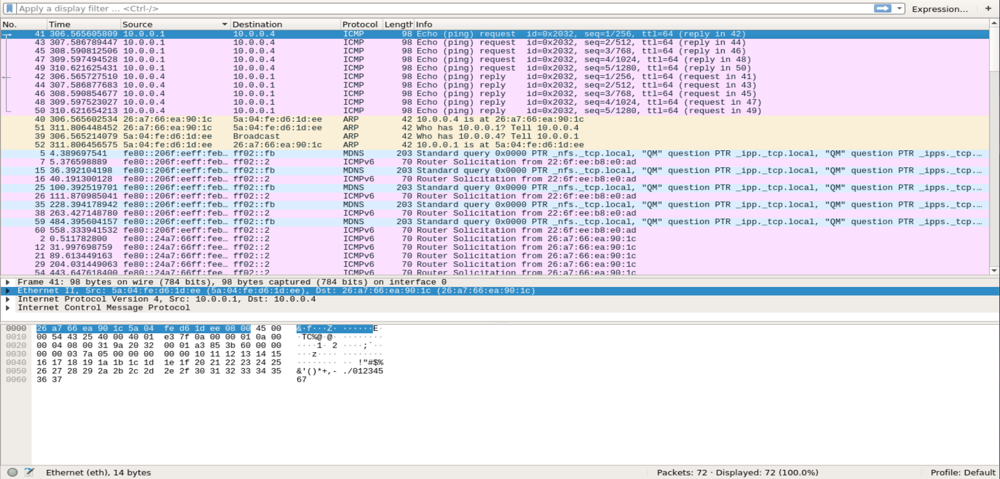 Apply a display filter ... <Ctrl-/> Expression... +
No. Time Source Destination Protocol Length Info
41 306.565605809 10.0.0.1 10.0.0.4 ICMP 98 Echo (ping) request id=0x2032, seq=1/256, ttl=64 (reply in 42)
43 307.586789447 10.0.0.1 10.0.0.4 ICMP 98 Echo (ping) request id=0x2032, seq=2/512, ttl=64 (reply in 44)
45 308.590812506 10.0.0.1 10.0.0.4 ICMP 98 Echo (ping) request id=0x2032, seq=3/768, ttl=64 (reply in 46)
47 309.597494528 10.0.0.1 10.0.0.4 ICMP 98 Echo (ping) request id=0x2032, seq=4/1024, ttl=64 (reply in 48)
49 310.621625431 10.0.0.1 10.0.0.4 ICMP 98 Echo (ping) request id=0x2032, seq=5/1280, ttl=64 (reply in 50)
42 306.565727510 10.0.0.4 10.0.0.1 ICMP 98 Echo (ping) reply id=0x2032, seq=1/256, ttl=64 (request in 41)
44 307.586877683 10.0.0.4 10.0.0.1 ICMP 98 Echo (ping) reply id=0x2032, seq=2/512, ttl=64 (request in 43)
46 308.590854677 10.0.0.4 10.0.0.1 ICMP 98 Echo (ping) reply id=0x2032, seq=3/768, ttl=64 (request in 45)
48 309.597523027 10.0.0.4 10.0.0.1 ICMP 98 Echo (ping) reply id=0x2032, seq=4/1024, ttl=64 (request in 47)
50 310.621654213 10.0.0.4 10.0.0.1 ICMP 98 Echo (ping) reply id=0x2032, seq=5/1280, ttl=64 (request in 49)
40 306.565602534 26:a7:66:ea:90:1c 5a:04:fe:d6:1d:ee ARP 42 10.0.0.4 is at 26:a7:66:ea:90:1c
51 311.806448452 26:a7:66:ea:90:1c 5a:04:fe:d6:1d:ee ARP 42 Who has 10.0.0.1? Tell 10.0.0.4
39 306.565214079 5a:04:fe:d6:1d:ee Broadcast ARP 42 Who has 10.0.0.4? Tell 10.0.0.1
52 311.806456575 5a:04:fe:d6:1d:ee 26:a7:66:ea:90:1c ARP 42 10.0.0.1 is at 5a:04:fe:d6:1d:ee
5 4.389697541 fe80::206f:eeff:feb… ff02::fb MDNS 203 Standard query 0x0000 PTR _nfs._tcp.local, "QM" question PTR _ipp._tcp.local, "QM" question PTR _ipps._tcp.…
7 5.376598889 fe80::206f:eeff:feb… ff02::2 ICMPv6 70 Router Solicitation from 22:6f:ee:b8:e0:ad
15 36.392104198 fe80::206f:eeff:feb… ff02::fb MDNS 203 Standard query 0x0000 PTR _nfs._tcp.local, "QM" question PTR _ipp._tcp.local, "QM" question PTR _ipps._tcp.…
16 40.191300128 fe80::206f:eeff:feb… ff02::2 ICMPv6 70 Router Solicitation from 22:6f:ee:b8:e0:ad
25 100.392519701 fe80::206f:eeff:feb… ff02::fb MDNS 203 Standard query 0x0000 PTR _nfs._tcp.local, "QM" question PTR _ipp._tcp.local, "QM" question PTR _ipps._tcp.…
26 111.870985041 fe80::206f:eeff:feb… ff02::2 ICMPv6 70 Router Solicitation from 22:6f:ee:b8:e0:ad
35 228.394178942 fe80::206f:eeff:feb… ff02::fb MDNS 203 Standard query 0x0000 PTR _nfs._tcp.local, "QM" question PTR _ipp._tcp.local, "QM" question PTR _ipps._tcp.…
38 263.427148780 fe80::206f:eeff:feb… ff02::2 ICMPv6 70 Router Solicitation from 22:6f:ee:b8:e0:ad
59 484.395604157 fe80::206f:eeff:feb… ff02::fb MDNS 203 Standard query 0x0000 PTR _nfs._tcp.local, "QM" question PTR _ipp._tcp.local, "QM" question PTR _ipps._tcp.…
60 558.333941532 fe80::206f:eeff:feb… ff02::2 ICMPv6 70 Router Solicitation from 22:6f:ee:b8:e0:ad
2 0.511782800 fe80::24a7:66ff:fee… ff02::2 ICMPv6 70 Router Solicitation from 26:a7:66:ea:90:1c
12 31.997698759 fe80::24a7:66ff:fee… ff02::2 ICMPv6 70 Router Solicitation from 26:a7:66:ea:90:1c
21 89.613449163 fe80::24a7:66ff:fee… ff02::2 ICMPv6 70 Router Solicitation from 26:a7:66:ea:90:1c
29 204.031449063 fe80::24a7:66ff:fee… ff02::2 ICMPv6 70 Router Solicitation from 26:a7:66:ea:90:1c
54 443.647618400 fe80::24a7:66ff:fee… ff02::2 ICMPv6 70 Router Solicitation from 26:a7:66:ea:90:1c
Frame 41: 98 bytes on wire (784 bits), 98 bytes captured (784 bits) on interface 0
Ethernet II, Src: 5a:04:fe:d6:1d:ee (5a:04:fe:d6:1d:ee), Dst: 26:a7:66:ea:90:1c (26:a7:66:ea:90:1c)
Internet Protocol Version 4, Src: 10.0.0.1, Dst: 10.0.0.4
Internet Control Message Protocol
0000 26 a7 66 ea 90 1c 5a 04 fe d6 1d ee 08 00 45 00 &·f···Z· ······E·
0010 00 54 43 25 40 00 40 01 e3 7f 0a 00 00 01 0a 00 ·TC%@·@· ········
0020 00 04 08 00 31 9a 20 32 00 01 a3 85 3b 60 00 00 ····1· 2 ····;`··
0030 00 00 03 7a 05 00 00 00 00 00 10 11 12 13 14 15 ···z···· ········
0040 16 17 18 19 1a 1b 1c 1d 1e 1f 20 21 22 23 24 25 ········ ·· !"#$%
0050 26 27 28 29 2a 2b 2c 2d 2e 2f 30 31 32 33 34 35 &'()*+,- ./012345
0060 36 37 67
Ethernet (eth), 14 bytes Packets: 72 · Displayed: 72 (100.0%) Profile: Default